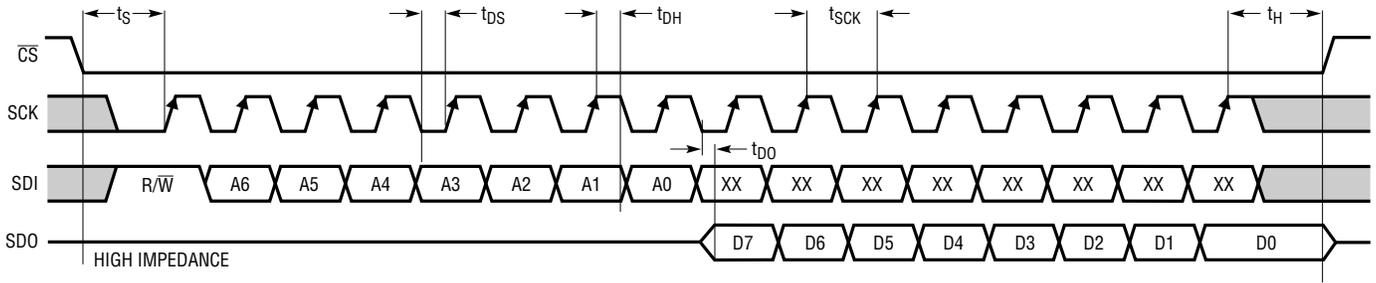 tS tDS tDH tSCK tH
C̅S̅
SCK
tDO
SDI R/W̅ A6 A5 A4 A3 A2 A1 A0 XX XX XX XX XX XX XX XX
SDO D7 D6 D5 D4 D3 D2 D1 D0
HIGH IMPEDANCE